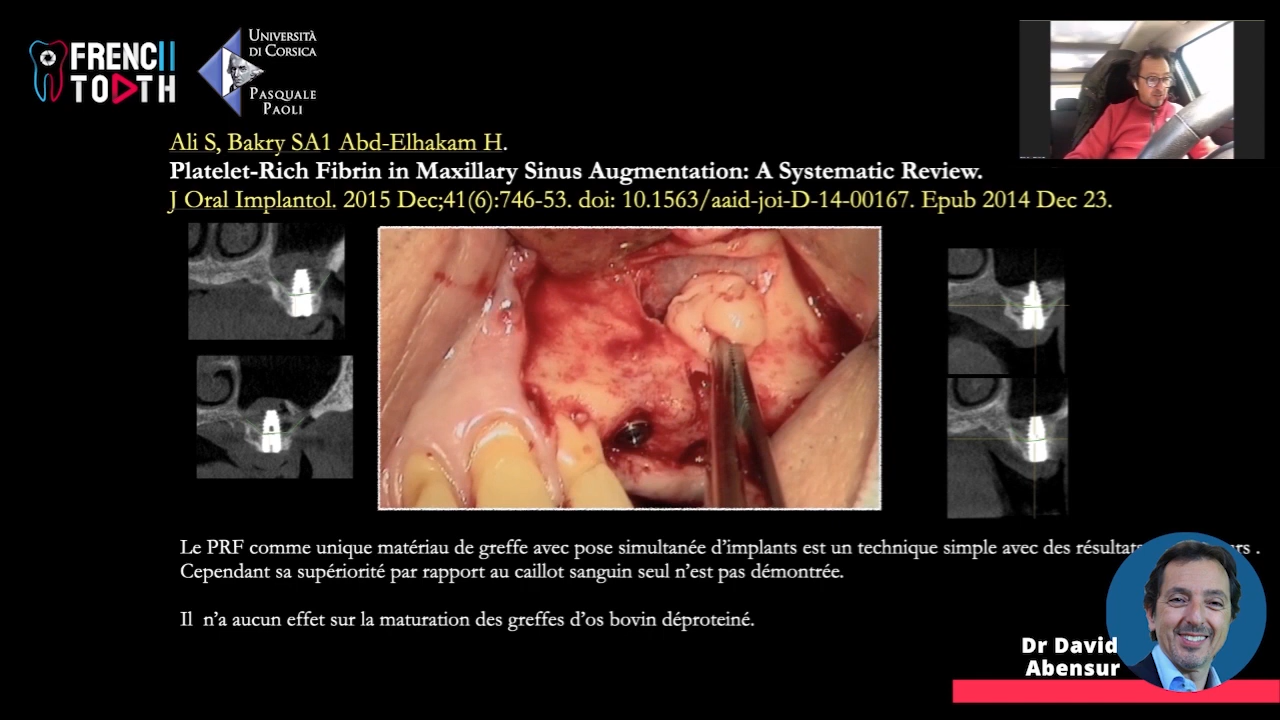 FRENCH
TOOTH
UNIVERSITÀ
DI CORSICA
PASQUALE
PAOLI
Ali S, Bakry SA1 Abd-Elhakam H.
Platelet-Rich Fibrin in Maxillary Sinus Augmentation: A Systematic Review.
J Oral Implantol. 2015 Dec;41(6):746-53. doi: 10.1563/aaid-joi-D-14-00167. Epub 2014 Dec 23.
Le PRF comme unique matériau de greffe avec pose simultanée d’implants est un technique simple avec des
Cependant sa supériorité par rapport au caillot sanguin seul n’est pas démontrée.
Il n’a aucun effet sur la maturation des greffes d’os bovin déproteiné.
Dr David
Abensur